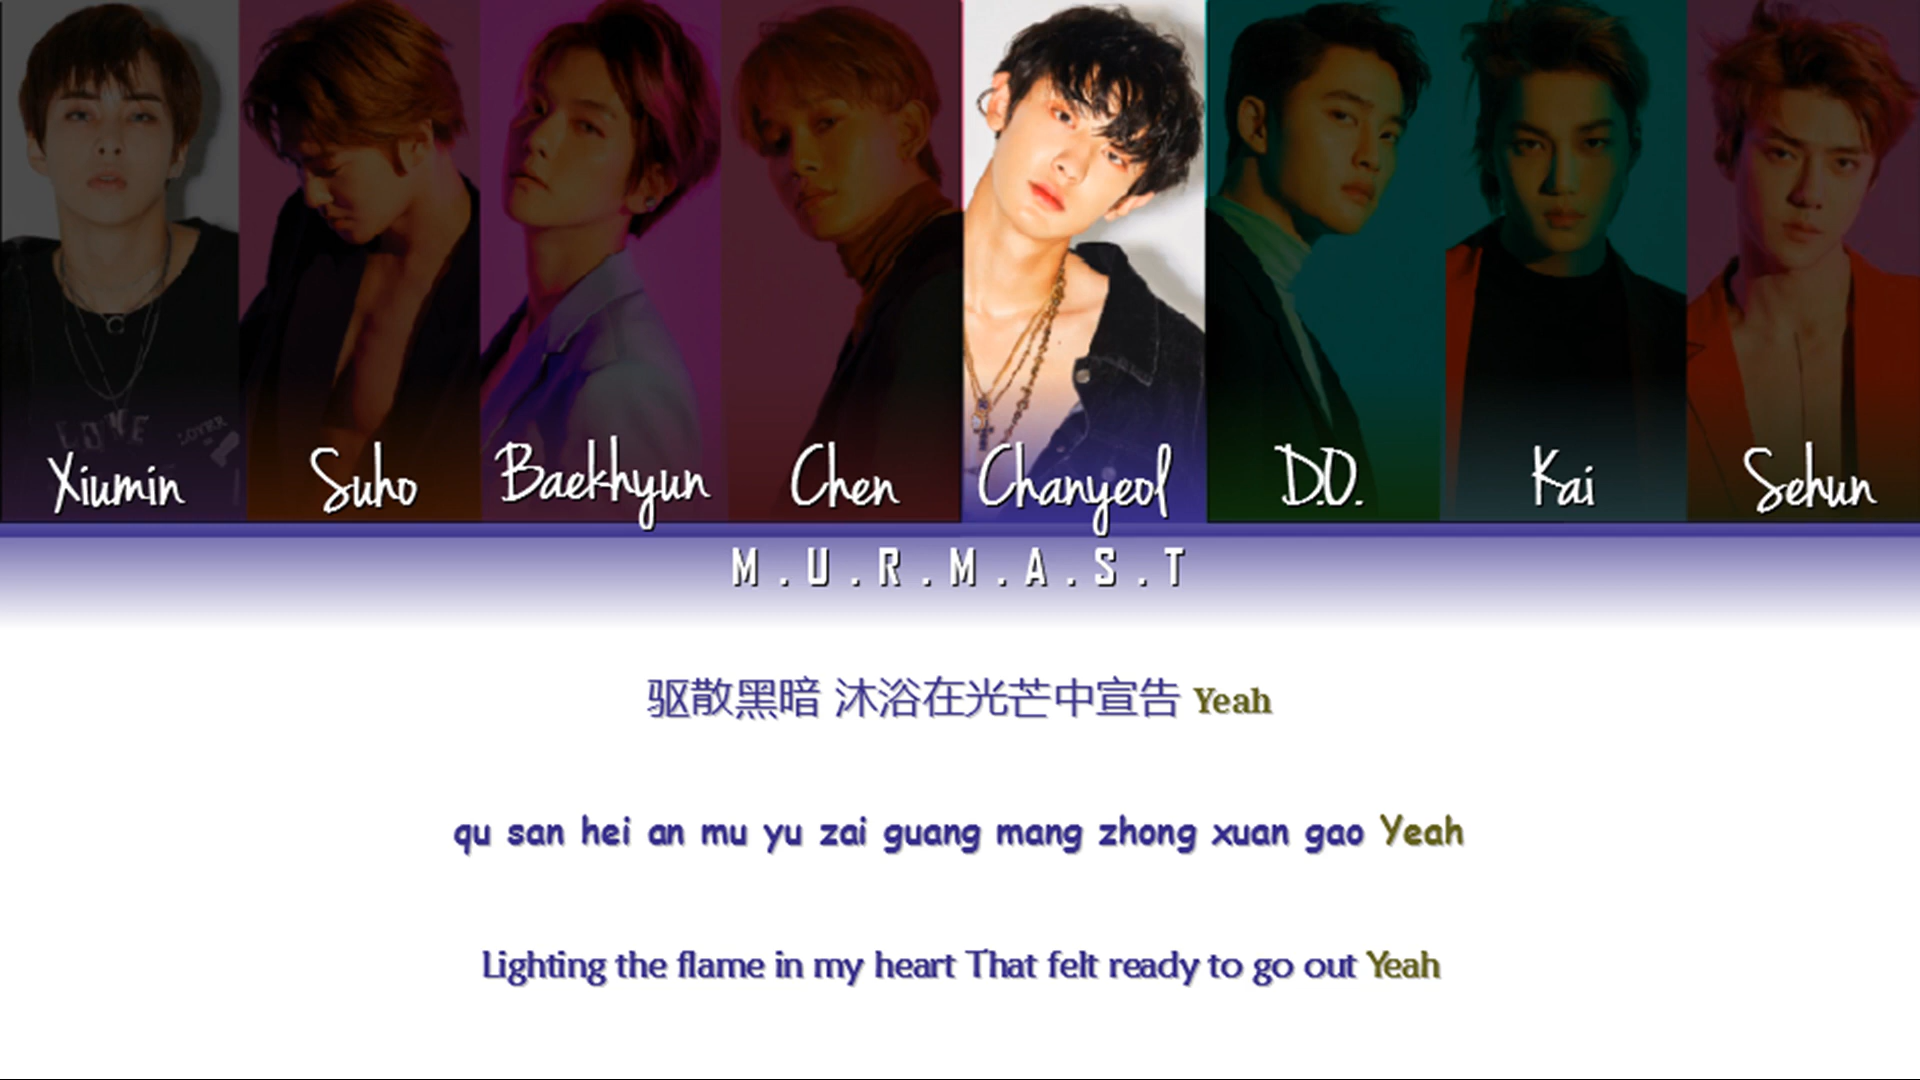 LOVE
LOVER
Xiumin
Suho
Baekhyun
Chen
Chanyeol
D.O.
Kai
Sehun
M.U.R.M.A.S.T
驱散黑暗 沐浴在光芒中宣告 Yeah
qu san hei an mu yu zai guang mang zhong xuan gao Yeah
Lighting the flame in my heart That felt ready to go out Yeah